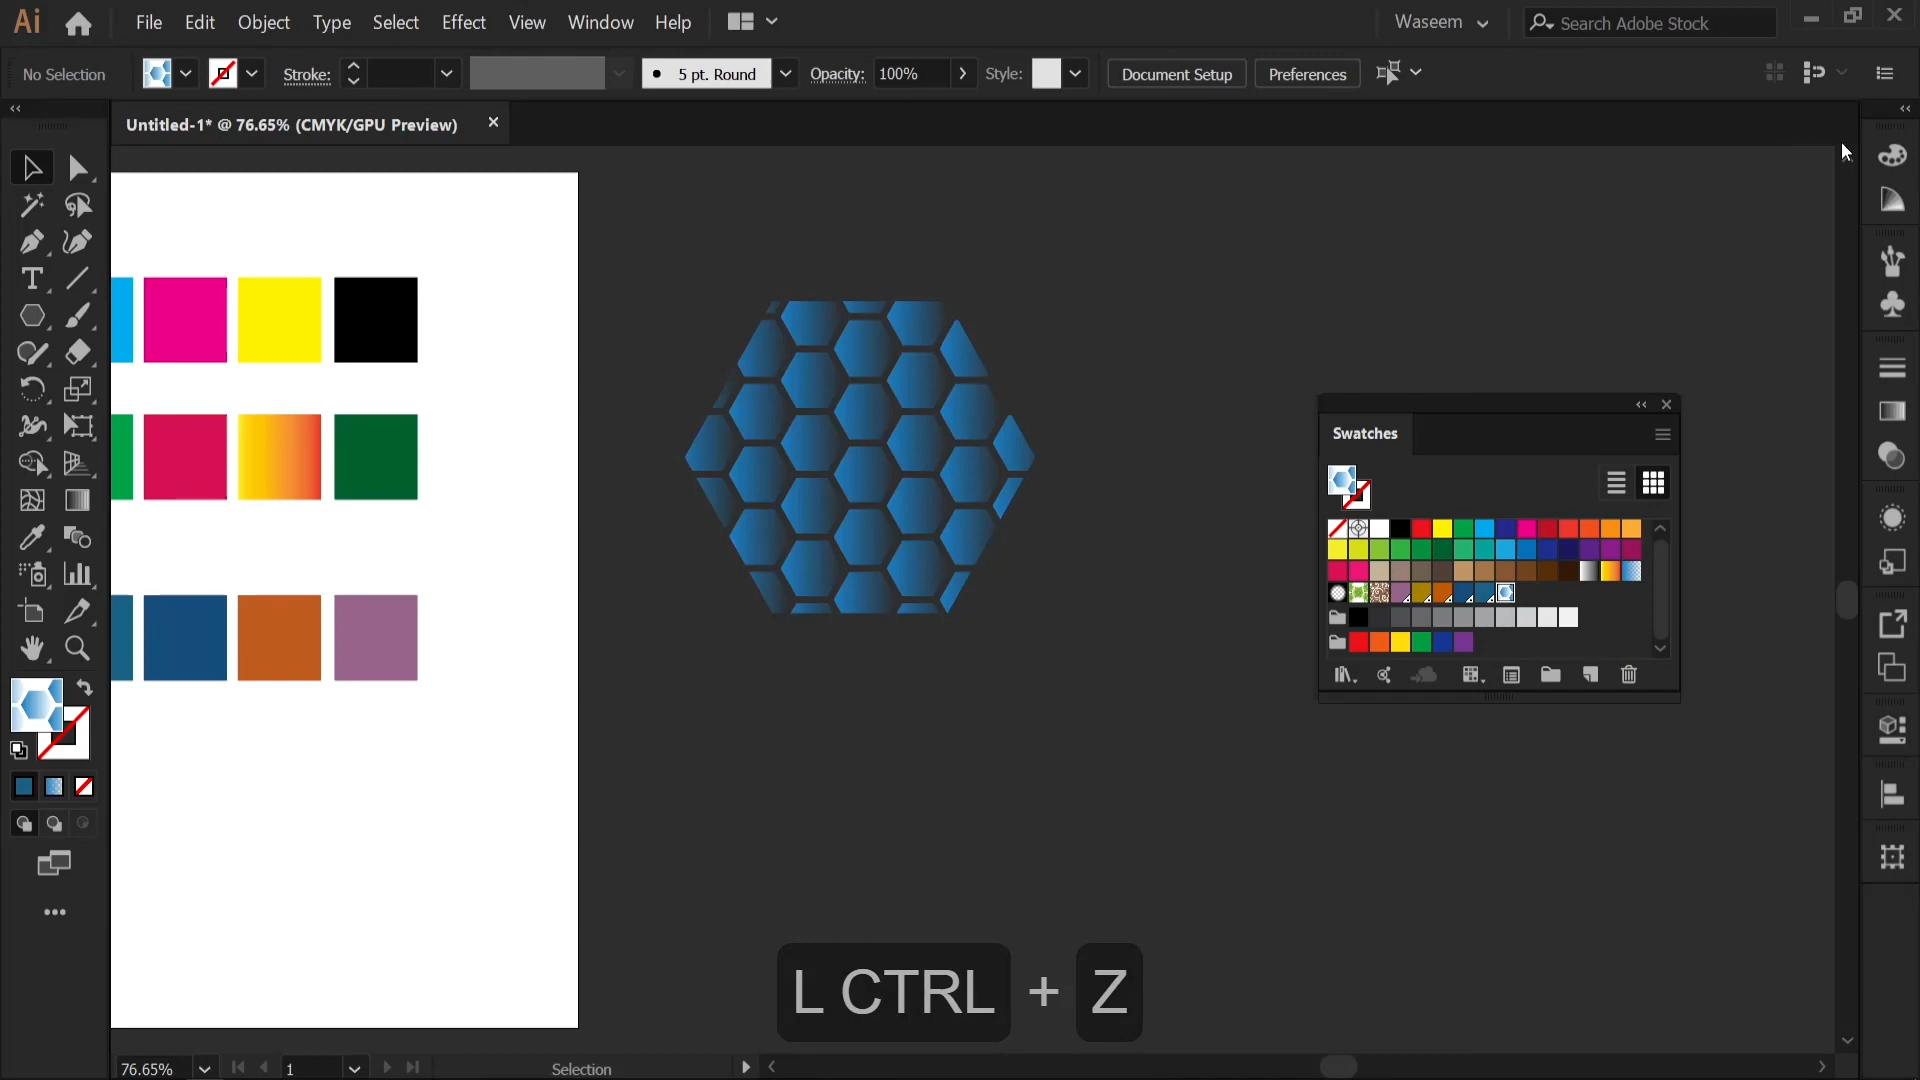 Ai File Edit Object Type Select Effect View Window Help Waseem Search Adobe Stock
No Selection Stroke: 5 pt. Round Opacity: 100% Style: Document Setup Preferences
Untitled-1* @ 76.65% (CMYK/GPU Preview)
Swatches
L CTRL + Z
76.65% 1 Selection